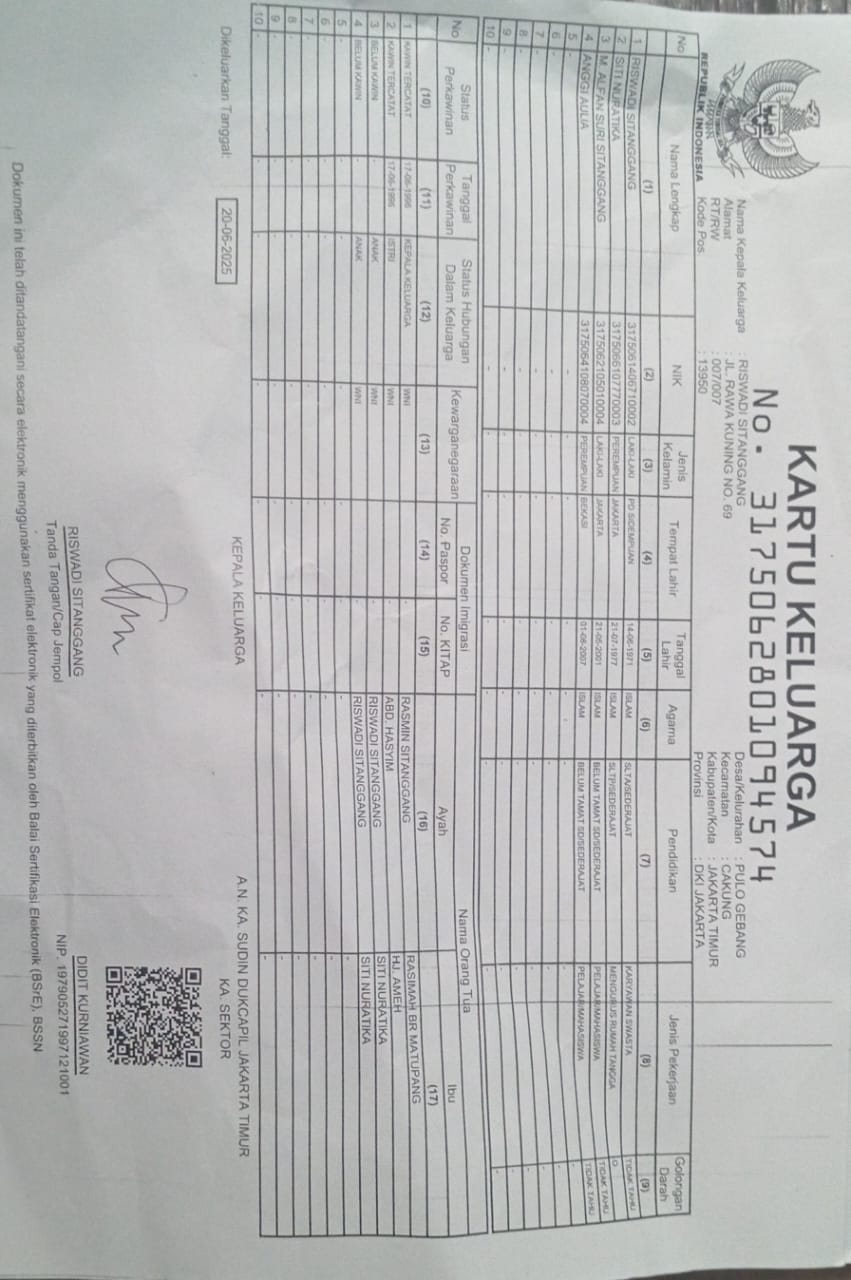 KARTU KELUARGA
No. 3175062801094574
REPUBLIK INDONESIA
Nama Kepala Keluarga : RISWADI SITANGGANG
Alamat : JL. RAWA KUNING NO. 69
RT/RW : 007/007
Kode Pos : 13950
Desa/Kelurahan : PULO GEBANG
Kecamatan : CAKUNG
Kabupaten/Kota : JAKARTA TIMUR
Provinsi : DKI JAKARTA
No Nama Lengkap NIK Jenis Kelamin Tempat Lahir Tanggal Lahir Agama Pendidikan Jenis Pekerjaan Golongan Darah
(1) (2) (3) (4) (5) (6) (7) (8) (9)
1 RISWADI SITANGGANG 3175061406710002 LAKI-LAKI PD SIDEMPUAN 14-06-1971 ISLAM SLTA/SEDERAJAT KARYAWAN SWASTA TIDAK TAHU
2 SITI NURATIKA 3175066107770003 PEREMPUAN JAKARTA 21-07-1977 ISLAM SLTP/SEDERAJAT MENGURUS RUMAH TANGGA O
3 M. ALFAN SURI SITANGGANG 3175062105010004 LAKI-LAKI JAKARTA 21-05-2001 ISLAM BELUM TAMAT SD/SEDERAJAT PELAJAR/MAHASISWA TIDAK TAHU
4 ANGGI AULIA 3175064108070004 PEREMPUAN BEKASI 01-08-2007 ISLAM BELUM TAMAT SD/SEDERAJAT PELAJAR/MAHASISWA TIDAK TAHU
5 - - - - - - - - -
6 - - - - - - - - -
7 - - - - - - - - -
8 - - - - - - - - -
9 - - - - - - - - -
10 - - - - - - - - -
No Status Perkawinan Tanggal Perkawinan Status Hubungan Dalam Keluarga Kewarganegaraan Dokumen Imigrasi Nama Orang Tua
No. Paspor No. KITAP Ayah Ibu
(10) (11) (12) (13) (14) (15) (16) (17)
1 KAWIN TERCATAT 17-06-1996 KEPALA KELUARGA WNI - - RASMIN SITANGGANG RASIMAH BR MATUPANG
2 KAWIN TERCATAT 17-06-1996 ISTRI WNI - - ABD. HASYIM HJ. AMEH
3 BELUM KAWIN - ANAK WNI - - RISWADI SITANGGANG SITI NURATIKA
4 BELUM KAWIN - ANAK WNI - - RISWADI SITANGGANG SITI NURATIKA
5 - - - - - - - -
6 - - - - - - - -
7 - - - - - - - -
8 - - - - - - - -
9 - - - - - - - -
10 - - - - - - - -
Dikeluarkan Tanggal: 20-06-2025
KEPALA KELUARGA
RISWADI SITANGGANG
Tanda Tangan/Cap Jempol
A.N. KA. SUDIN DUKCAPIL JAKARTA TIMUR
KA. SEKTOR
DIDIT KURNIAWAN
NIP. 197905271997121001
Dokumen ini telah ditandatangani secara elektronik menggunakan sertifikat elektronik yang diterbitkan oleh Balai Sertifikasi Elektronik (BSrE), BSSN